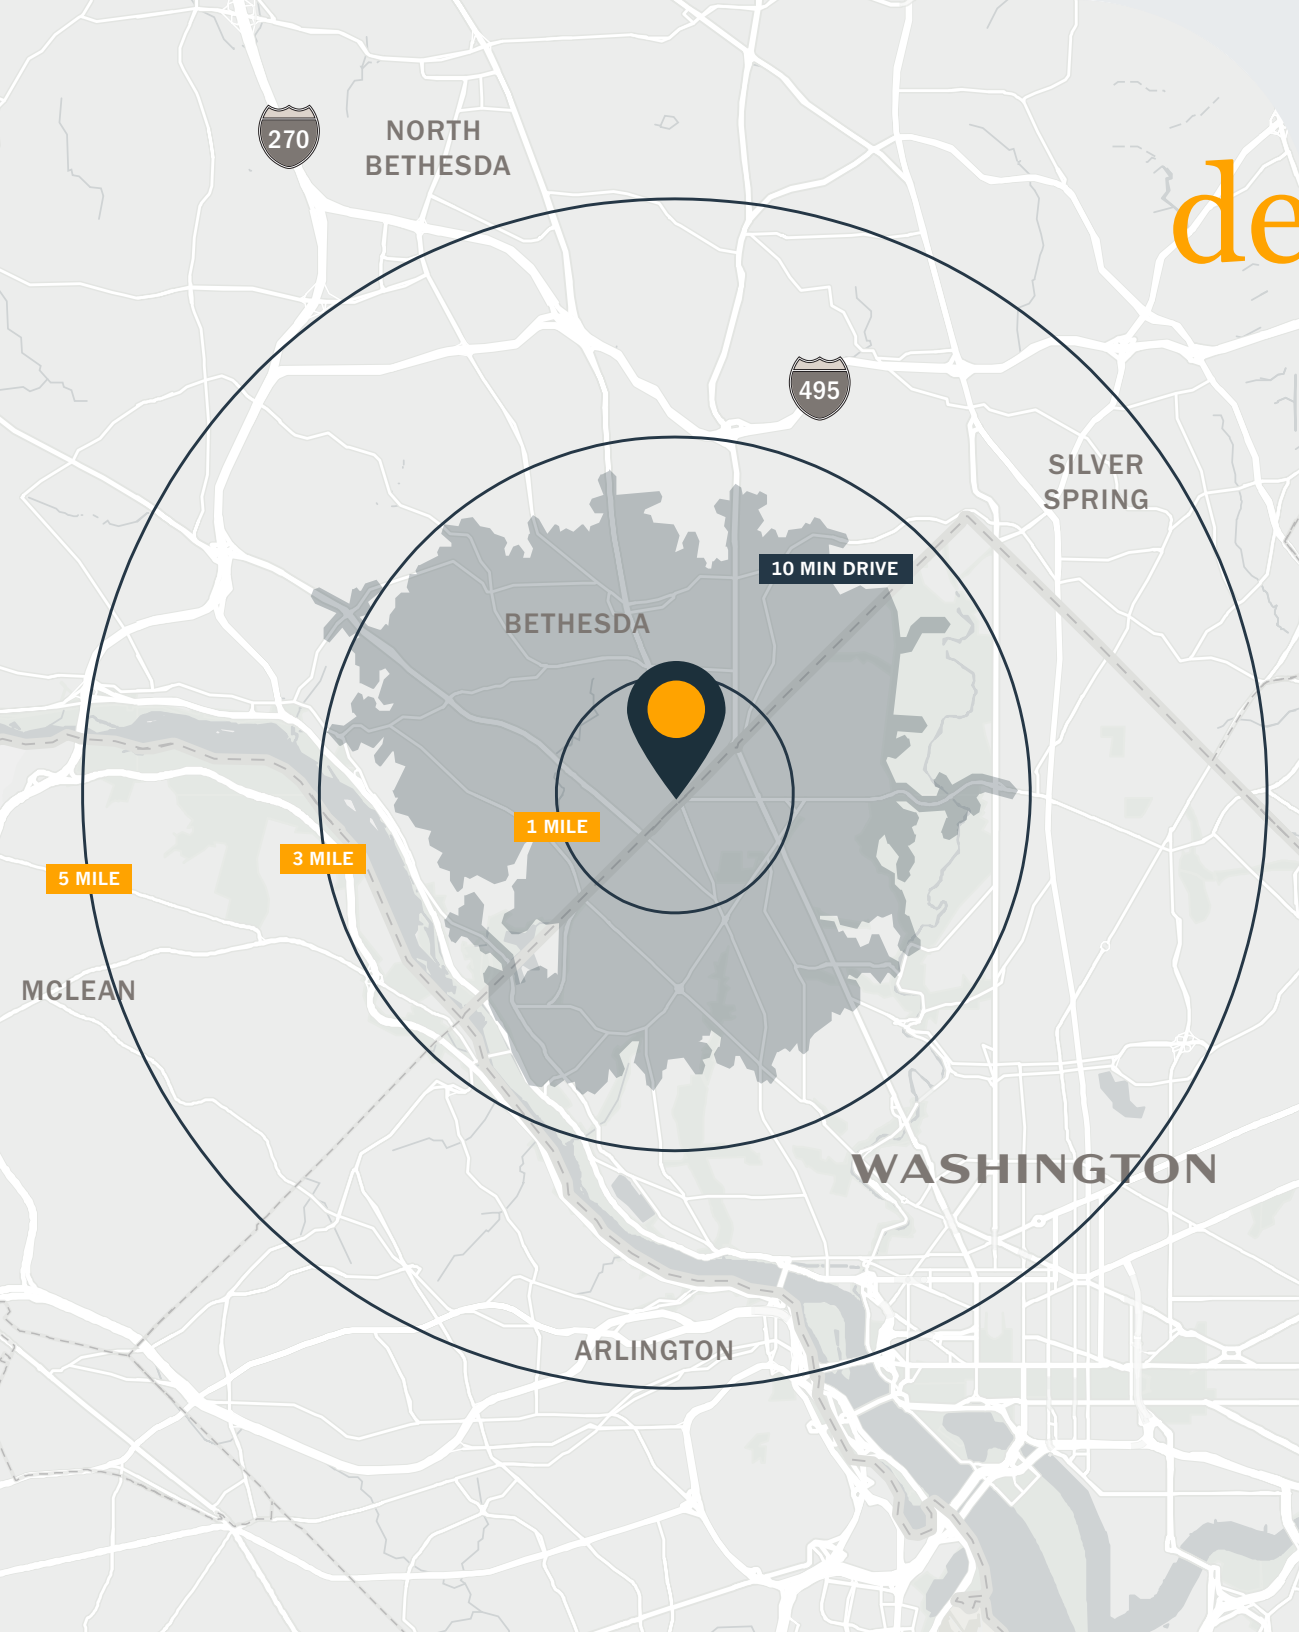 270
NORTH
BETHESDA
de
495
SILVER
SPRING
10 MIN DRIVE
BETHESDA
1 MILE
3 MILE
5 MILE
MCLEAN
WASHINGTON
ARLINGTON